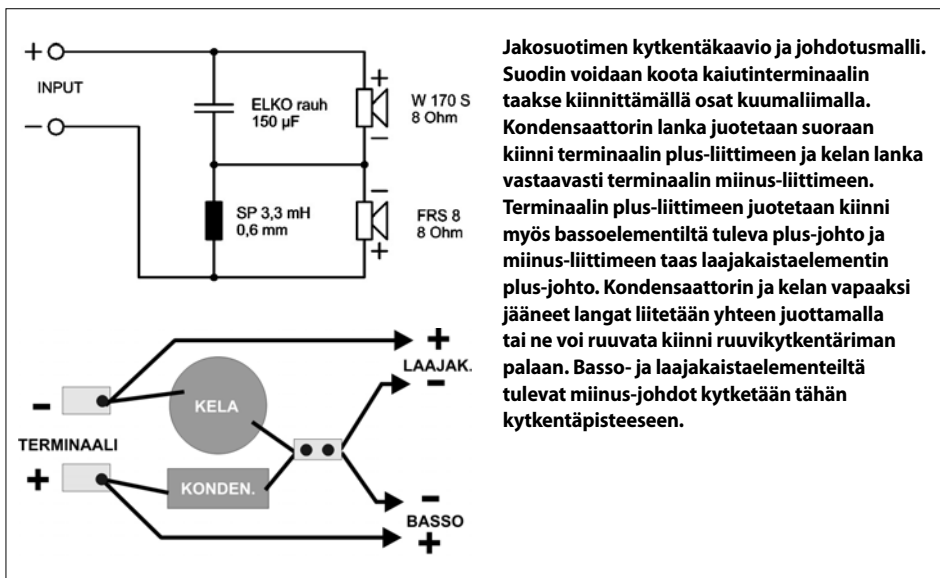 +
INPUT
−
ELKO rauh
150 µF
+
W 170 S
8 Ohm
−
SP 3,3 mH
0,6 mm
−
FRS 8
8 Ohm
+
Jakosuotimen kytkentäkaavio ja johdotusmalli.
Suodin voidaan koota kaiutinterminaalin
taakse kiinnittämällä osat kuumaliimalla.
Kondensaattorin lanka juotetaan suoraan
kiinni terminaalin plus-liittimeen ja kelan lanka
vastaavasti terminaalin miinus-liittimeen.
Terminaalin plus-liittimeen juotetaan kiinni
myös bassoelementiltä tuleva plus-johto ja
miinus-liittimeen taas laajakaistaelementin
plus-johto. Kondensaattorin ja kelan vapaaksi
jääneet langat liitetään yhteen juottamalla
tai ne voi ruuvata kiinni ruuvikytkentäriman
palaan. Basso- ja laajakaistaelementeiltä
tulevat miinus-johdot kytketään tähän
kytkentäpisteeseen.
+
LAAJAK.
−
−
KELA
TERMINAALI
+
KONDEN.
−
BASSO
+